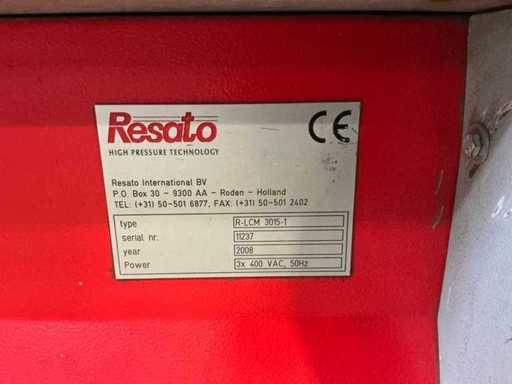 Resato
HIGH PRESSURE TECHNOLOGY
CE
Resato International BV
P.O. Box 30 - 9300 AA - Roden - Holland
TEL: (+31) 50-501 6877, FAX: (+31) 50-501 2402
type R-LCM 3015-1
serial nr. 11237
year 2008
Power 3x 400 VAC, 50Hz